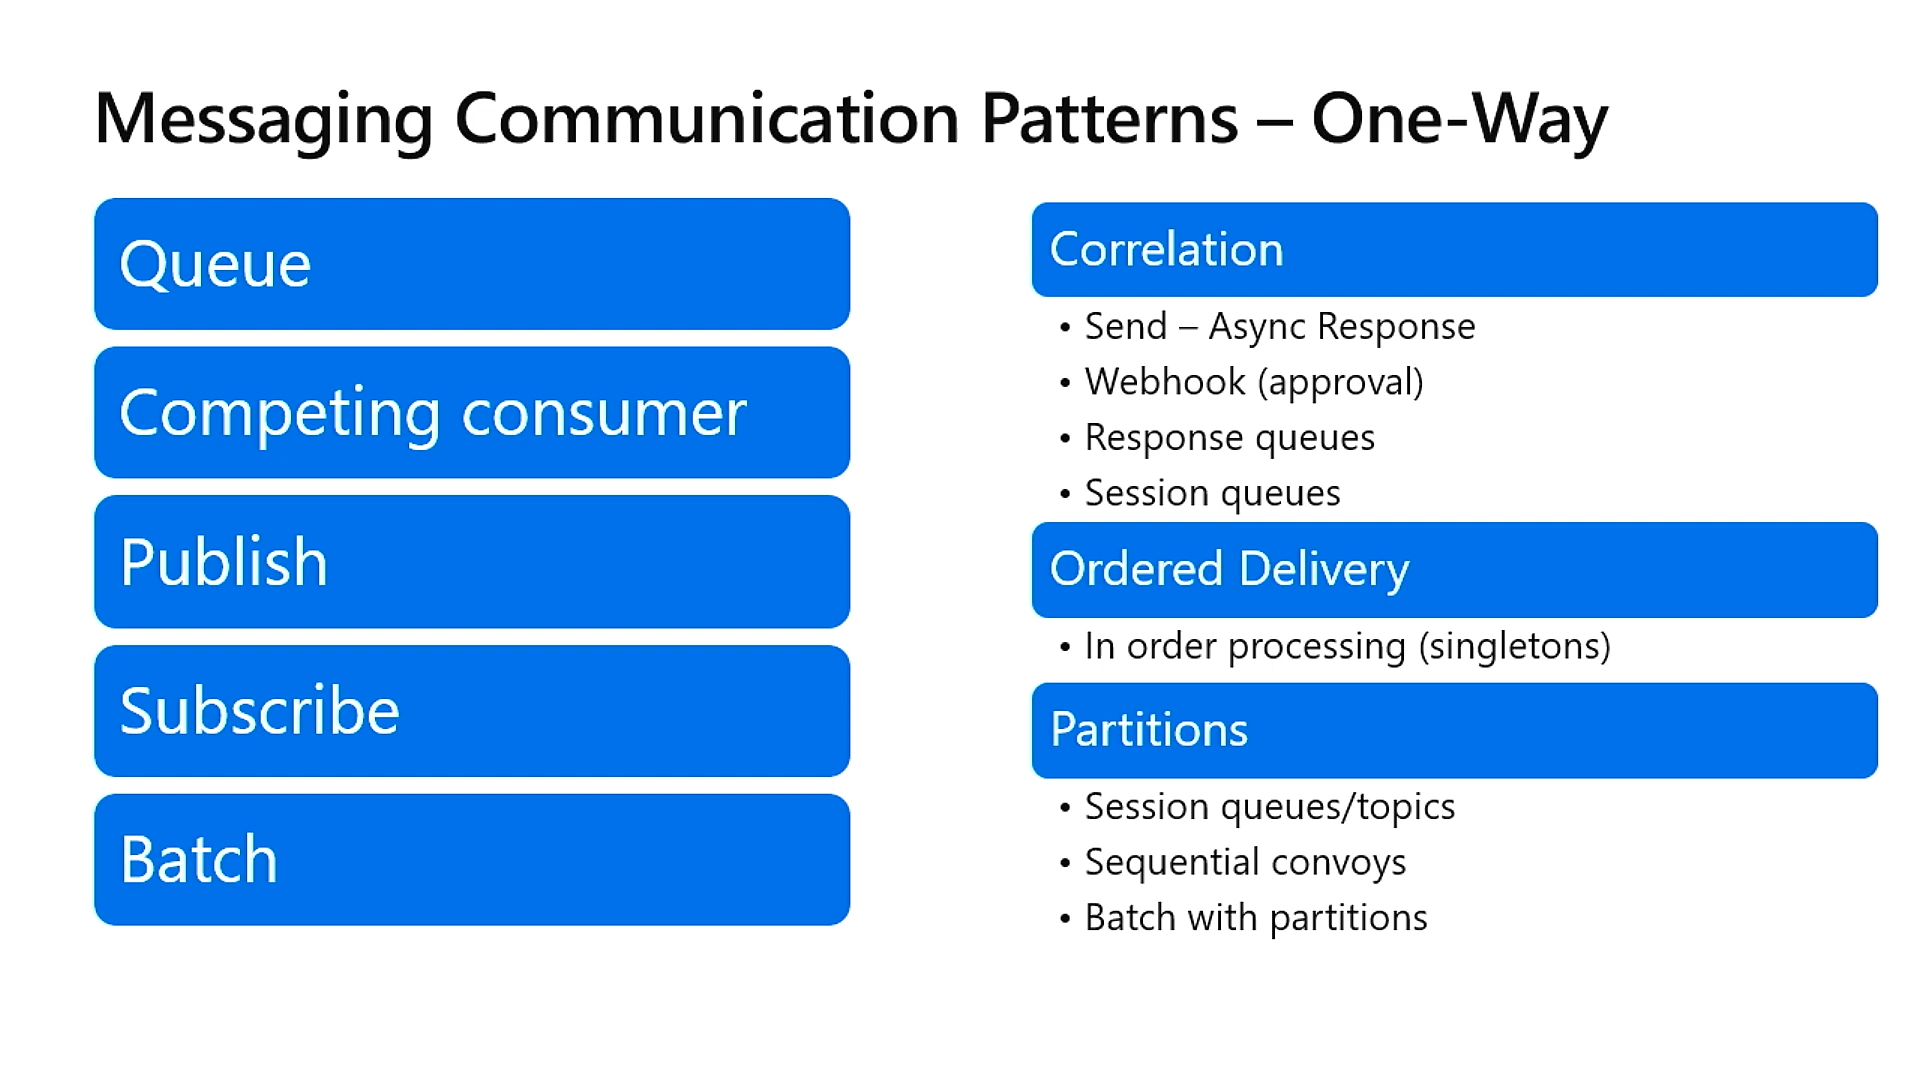 Messaging Communication Patterns – One-Way
Queue
Competing consumer
Publish
Subscribe
Batch
Correlation
• Send – Async Response
• Webhook (approval)
• Response queues
• Session queues
Ordered Delivery
• In order processing (singletons)
Partitions
• Session queues/topics
• Sequential convoys
• Batch with partitions